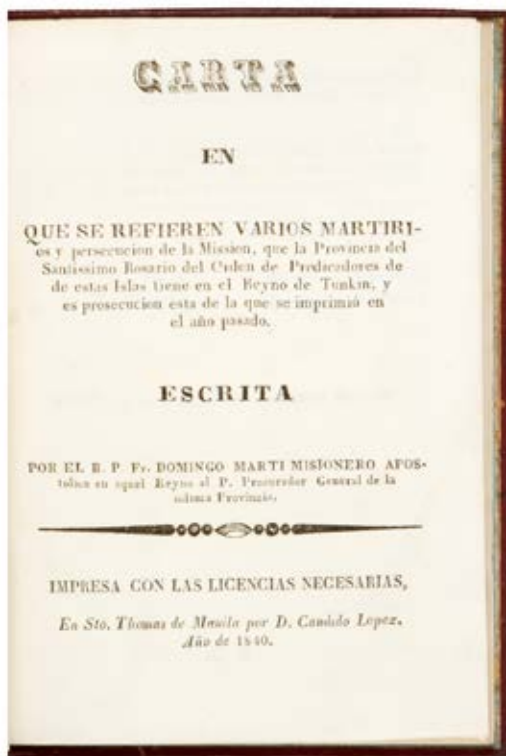 CARTA
EN
QUE SE REFIEREN VARIOS MARTIRI-
os y persecucion de la Mission, que la Provincia del
Santissimo Rosario del Orden de Predicadores de
de estas Islas tiene en el Reyno de Tunkin, y
es prosecucion esta de la que se imprimió en
el año pasado.
ESCRITA
POR EL R. P. Fr. DOMINGO MARTI MISIONERO APOS-
tolico en aquel Reyno al P. Procurador General de la
misma Provincia.
IMPRESA CON LAS LICENCIAS NECESARIAS,
En Sto. Thomas de Manila por D. Candido Lopez.
Año de 1840.